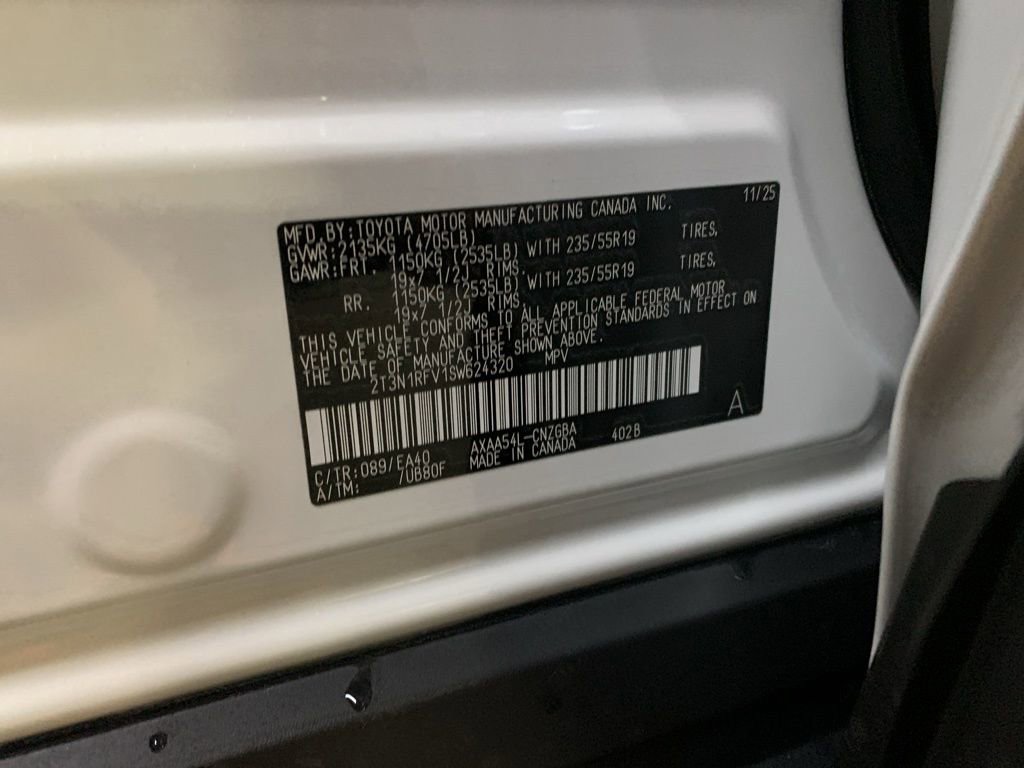 MFD. BY: TOYOTA MOTOR MANUFACTURING CANADA INC. 11/25
GVWR: 2135KG (4705LB)
GAWR: FRT. 1150KG (2535LB) WITH 235/55R19 TIRES,
19x7 1/2J RIMS.
RR. 1150KG (2535LB) WITH 235/55R19 TIRES,
19x7 1/2J RIMS.
THIS VEHICLE CONFORMS TO ALL APPLICABLE FEDERAL MOTOR
VEHICLE SAFETY AND THEFT PREVENTION STANDARDS IN EFFECT ON
THE DATE OF MANUFACTURE SHOWN ABOVE.
2T3N1RFV1SW624320 MPV
C/TR: 089/EA40 AXAA54L-CNZGBA 402B A
A/TM: /UB80F MADE IN CANADA